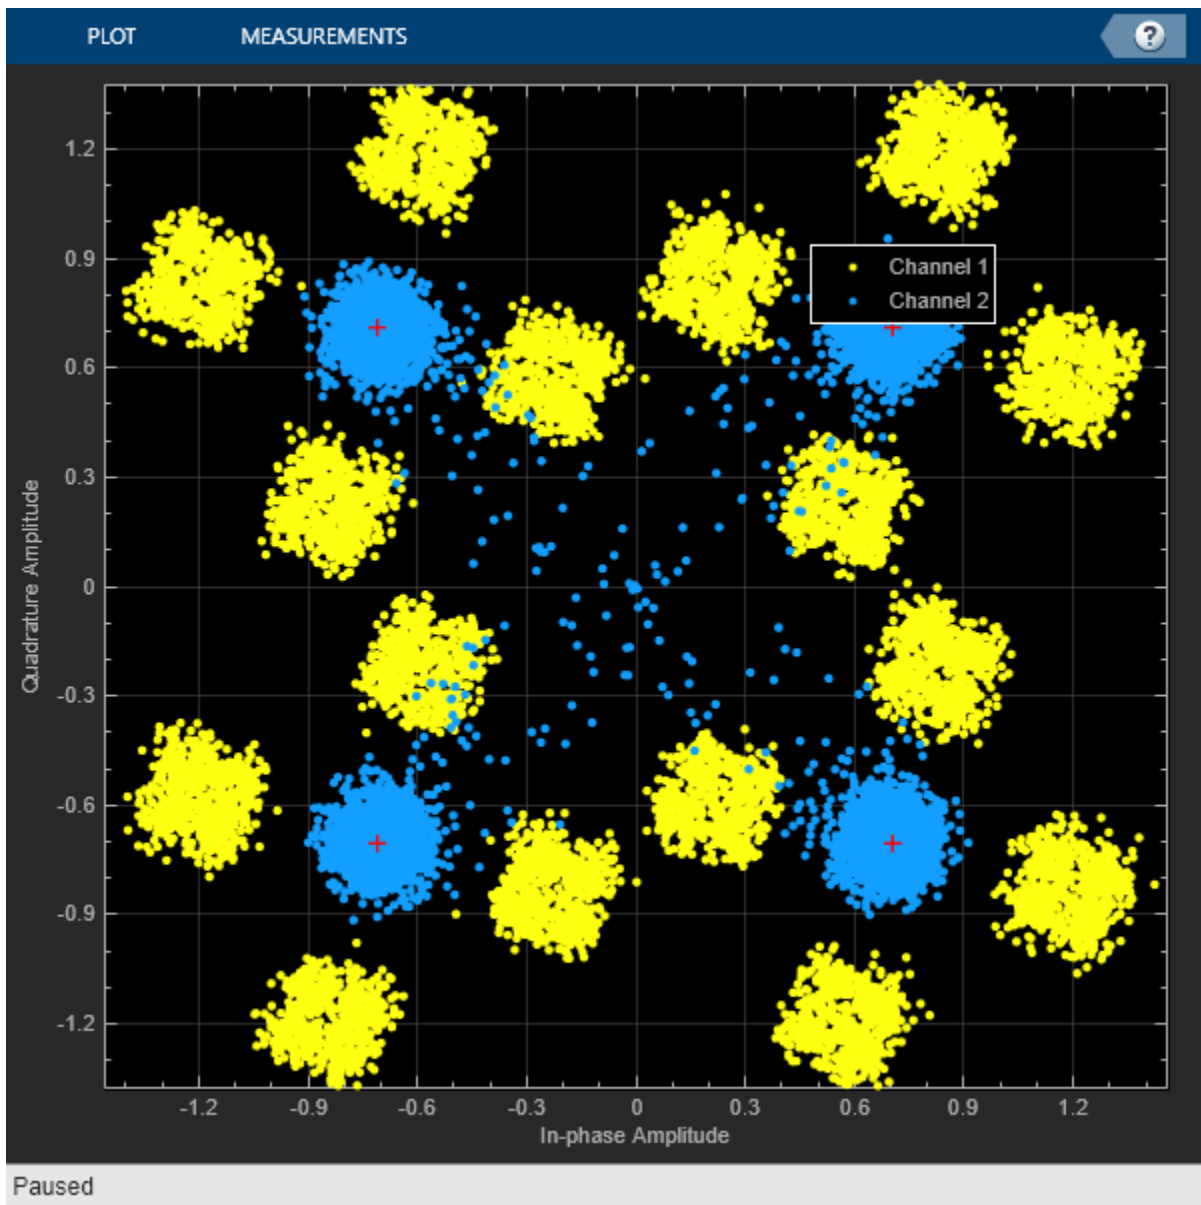 PLOT MEASUREMENTS ?
1.2
0.9
0.6
0.3
0
-0.3
-0.6
-0.9
-1.2
Quadrature Amplitude
Channel 1
Channel 2
-1.2 -0.9 -0.6 -0.3 0 0.3 0.6 0.9 1.2
In-phase Amplitude
Paused